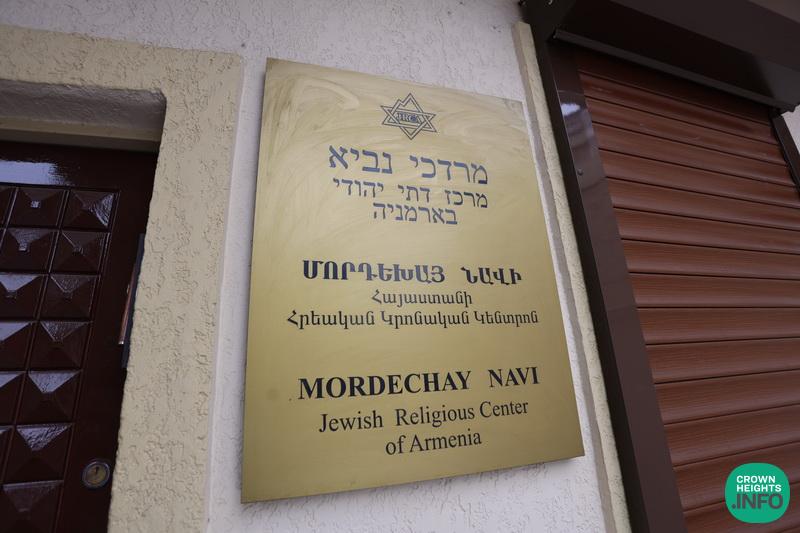 JRCA
מרדכי נביא
מרכז דתי יהודי
בארמניה
ՄՈՐԴԵԽԱՅ ՆԱՎԻ
Հայաստանի
Հրեական Կրոնական Կենտրոն
MORDECHAY NAVI
Jewish Religious Center
of Armenia
CROWN
HEIGHTS
.INFO